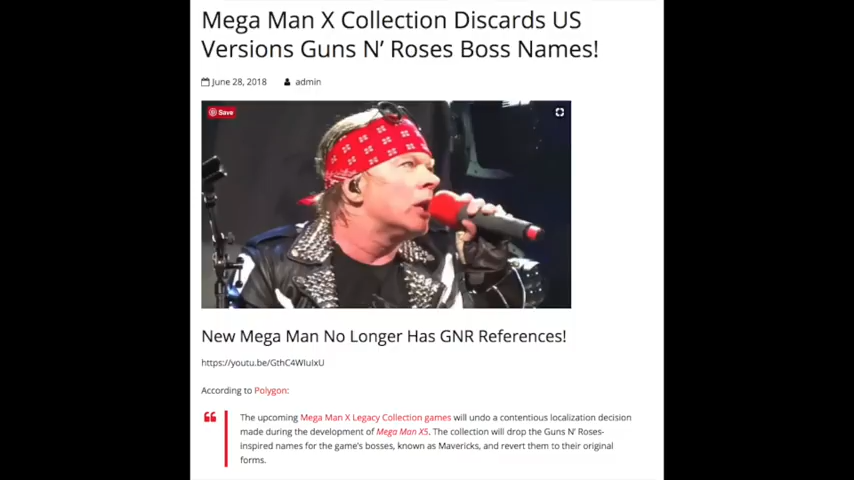 Mega Man X Collection Discards US
Versions Guns N’ Roses Boss Names!
June 28, 2018 admin
Save
New Mega Man No Longer Has GNR References!
https://youtu.be/GthC4WIuIxU
According to Polygon:
The upcoming Mega Man X Legacy Collection games will undo a contentious localization decision
made during the development of Mega Man X5. The collection will drop the Guns N’ Roses-
inspired names for the game’s bosses, known as Mavericks, and revert them to their original
forms.